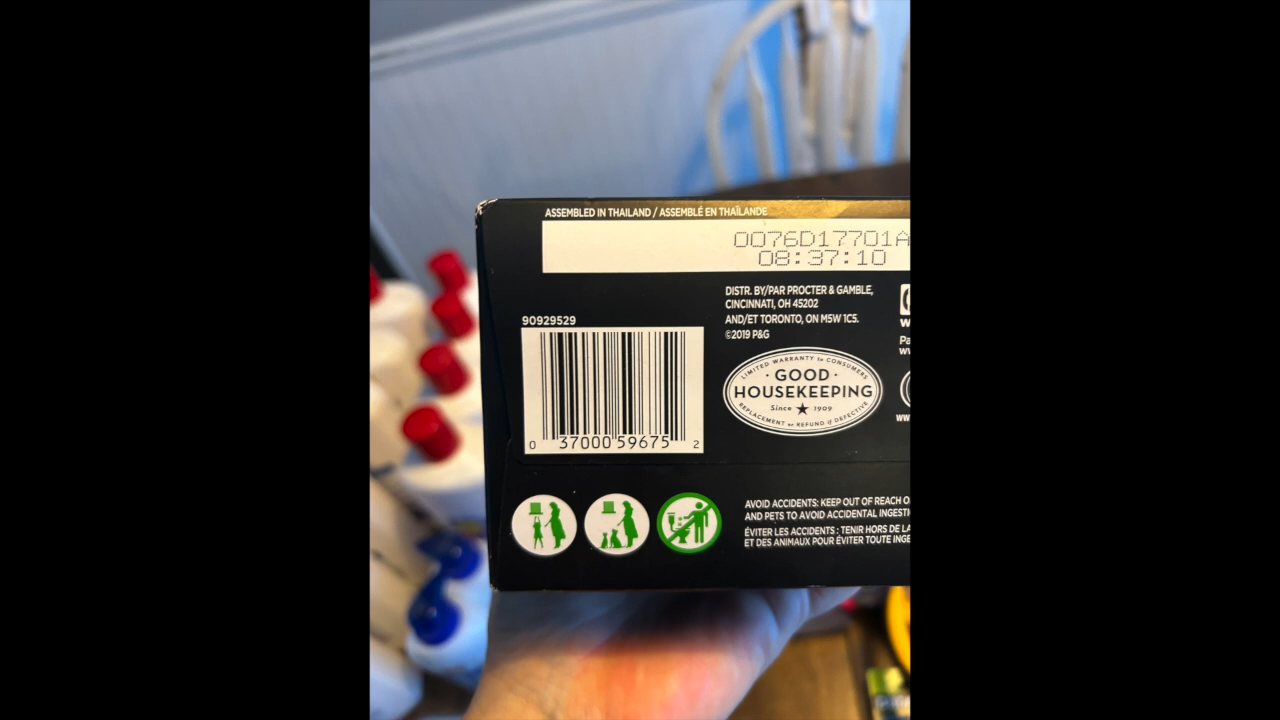 ASSEMBLED IN THAILAND / ASSEMBLÉ EN THAÏLANDE
0076D17701A
08:37:10
DISTR. BY/PAR PROCTER & GAMBLE,
CINCINNATI, OH 45202
AND/ET TORONTO, ON M5W 1C5.
©2019 P&G
90929529
0 37000 59675 2
LIMITED WARRANTY to CONSUMERS
GOOD
HOUSEKEEPING
Since ★ 1909
REPLACEMENT or REFUND if DEFECTIVE
Pa
AVOID ACCIDENTS: KEEP OUT OF REACH O
AND PETS TO AVOID ACCIDENTAL INGESTI
ÉVITER LES ACCIDENTS : TENIR HORS DE LA
ET DES ANIMAUX POUR ÉVITER TOUTE INGE